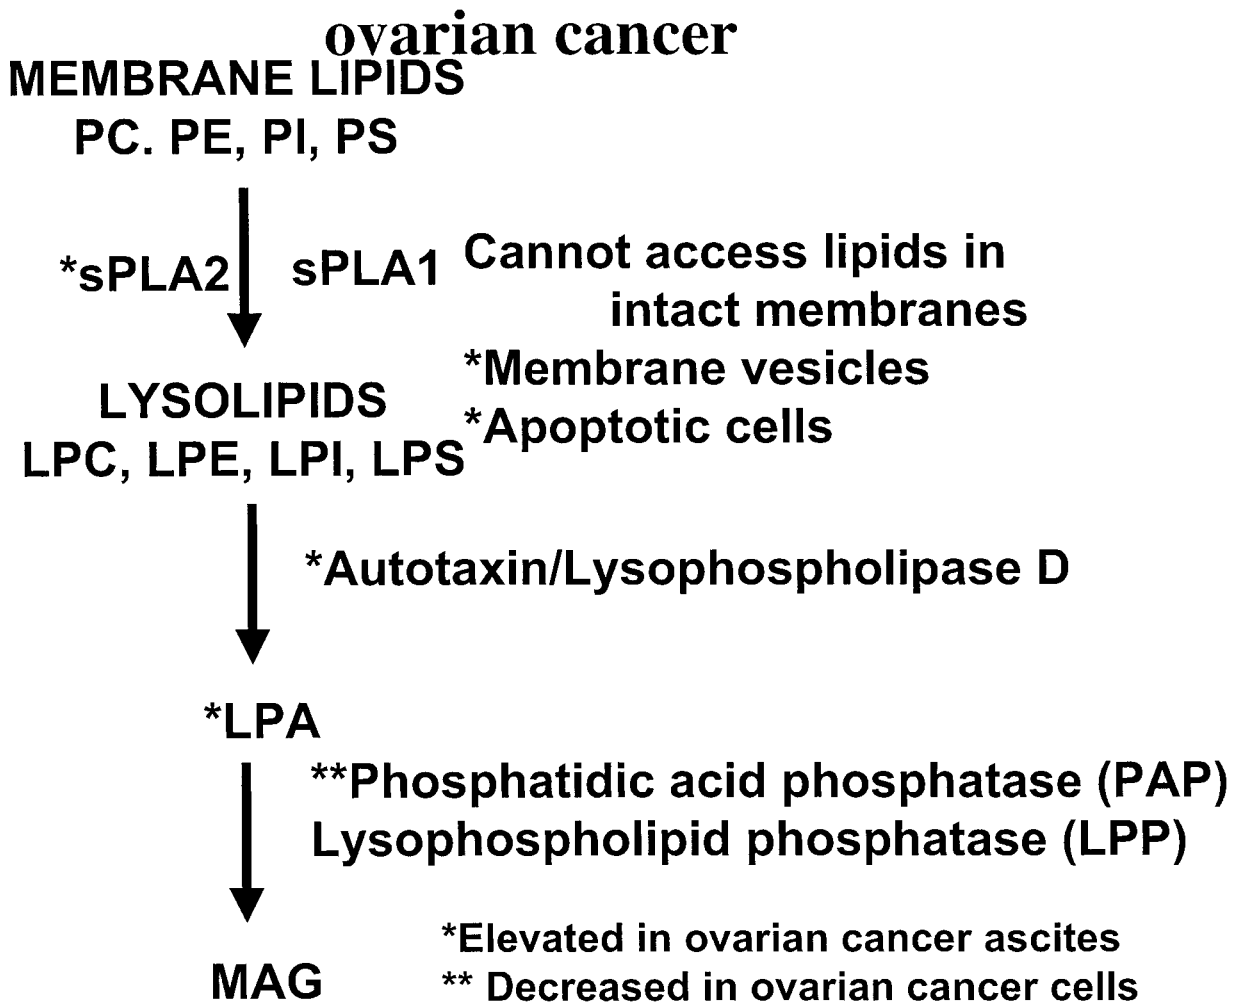 ovarian cancer
MEMBRANE LIPIDS
PC. PE, PI, PS
*sPLA2 sPLA1
Cannot access lipids in
intact membranes
*Membrane vesicles
*Apoptotic cells
LYSOLIPIDS
LPC, LPE, LPI, LPS
*Autotaxin/Lysophospholipase D
*LPA
**Phosphatidic acid phosphatase (PAP)
Lysophospholipid phosphatase (LPP)
MAG
*Elevated in ovarian cancer ascites
** Decreased in ovarian cancer cells